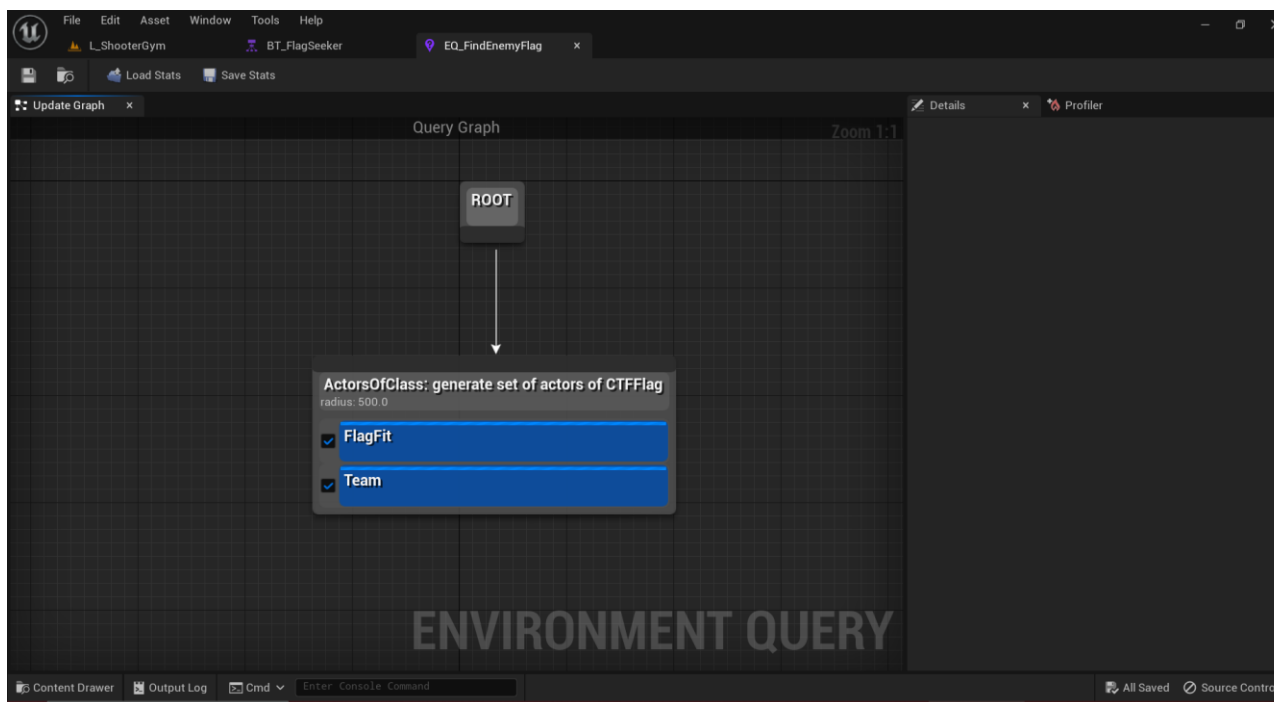 File Edit Asset Window Tools Help
L_ShooterGym BT_FlagSeeker EQ_FindEnemyFlag
Load Stats Save Stats
Update Graph Details Profiler
Query Graph Zoom 1:1
ROOT
ActorsOfClass: generate set of actors of CTFFlag
radius: 500.0
FlagFit
Team
ENVIRONMENT QUERY
Content Drawer Output Log Cmd Enter Console Command All Saved Source Contro